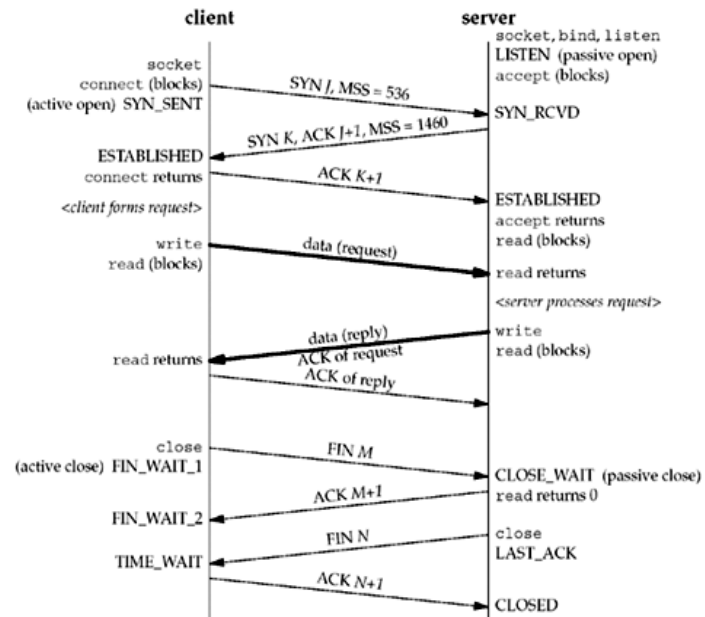 client
server
socket, bind, listen
LISTEN (passive open)
accept (blocks)
socket
connect (blocks)
(active open) SYN_SENT
SYN J, MSS = 536
SYN_RCVD
SYN K, ACK J+1, MSS = 1460
ESTABLISHED
connect returns
ACK K+1
<client forms request>
ESTABLISHED
accept returns
read (blocks)
write
read (blocks)
data (request)
read returns
<server processes request>
data (reply)
ACK of request
write
read (blocks)
read returns
ACK of reply
close
(active close) FIN_WAIT_1
FIN M
CLOSE_WAIT (passive close)
read returns 0
ACK M+1
FIN_WAIT_2
FIN N
close
LAST_ACK
TIME_WAIT
ACK N+1
CLOSED